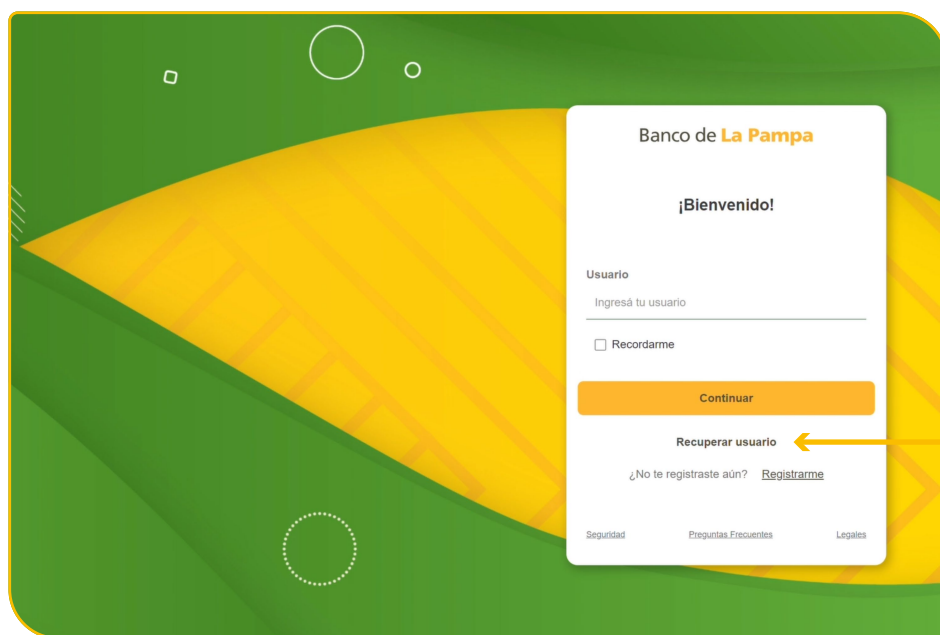 Banco de La Pampa
¡Bienvenido!
Usuario
Ingresá tu usuario
Recordarme
Continuar
Recuperar usuario
¿No te registraste aún? Registrarme
Seguridad Preguntas Frecuentes Legales